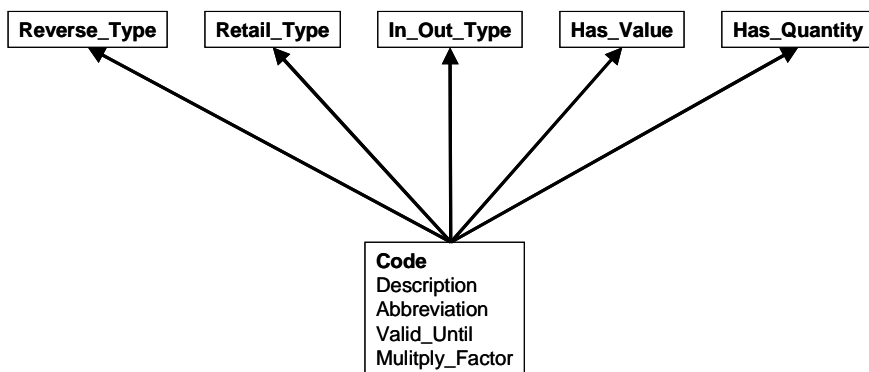 Reverse_Type
Retail_Type
In_Out_Type
Has_Value
Has_Quantity
Code
Description
Abbreviation
Valid_Until
Mulitply_Factor